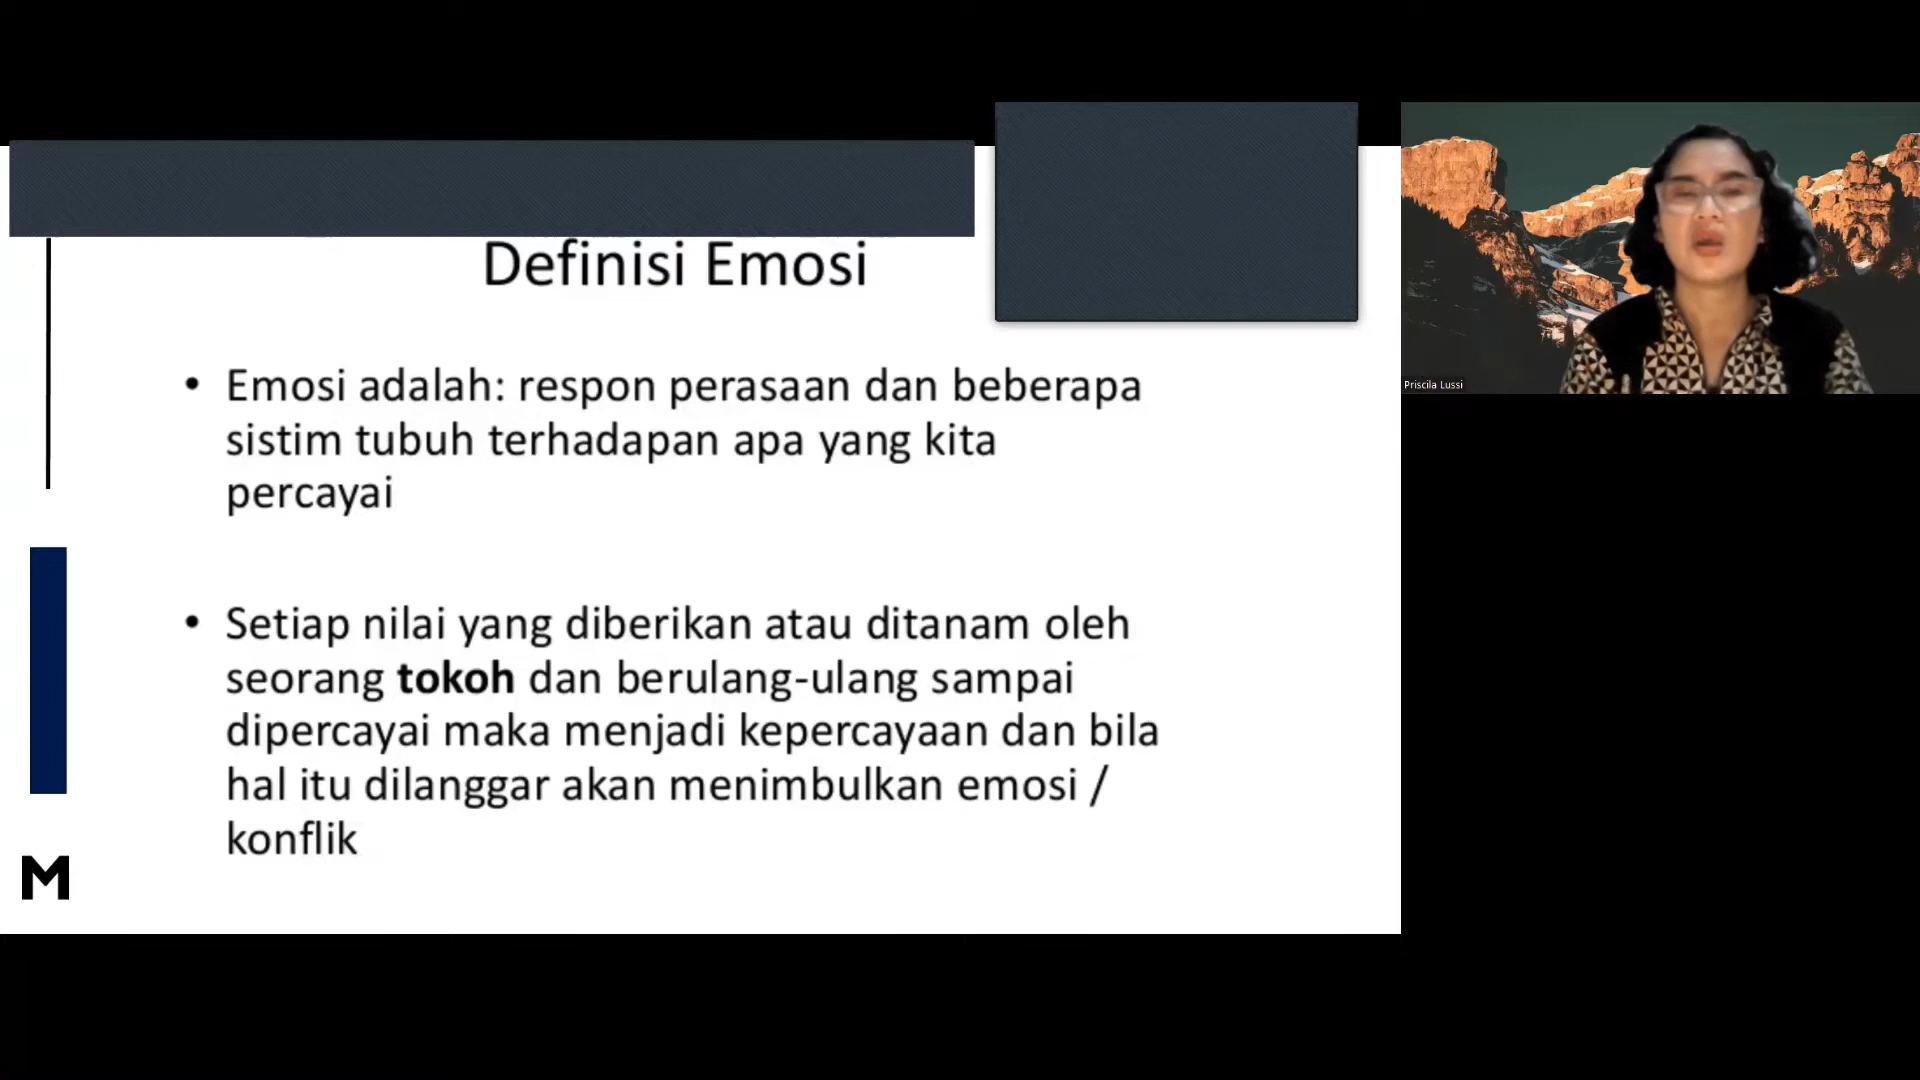 Definisi Emosi
• Emosi adalah: respon perasaan dan beberapa
sistim tubuh terhadapan apa yang kita
percayai
• Setiap nilai yang diberikan atau ditanam oleh
seorang tokoh dan berulang-ulang sampai
dipercayai maka menjadi kepercayaan dan bila
hal itu dilanggar akan menimbulkan emosi /
konflik
M
Priscila Lussi